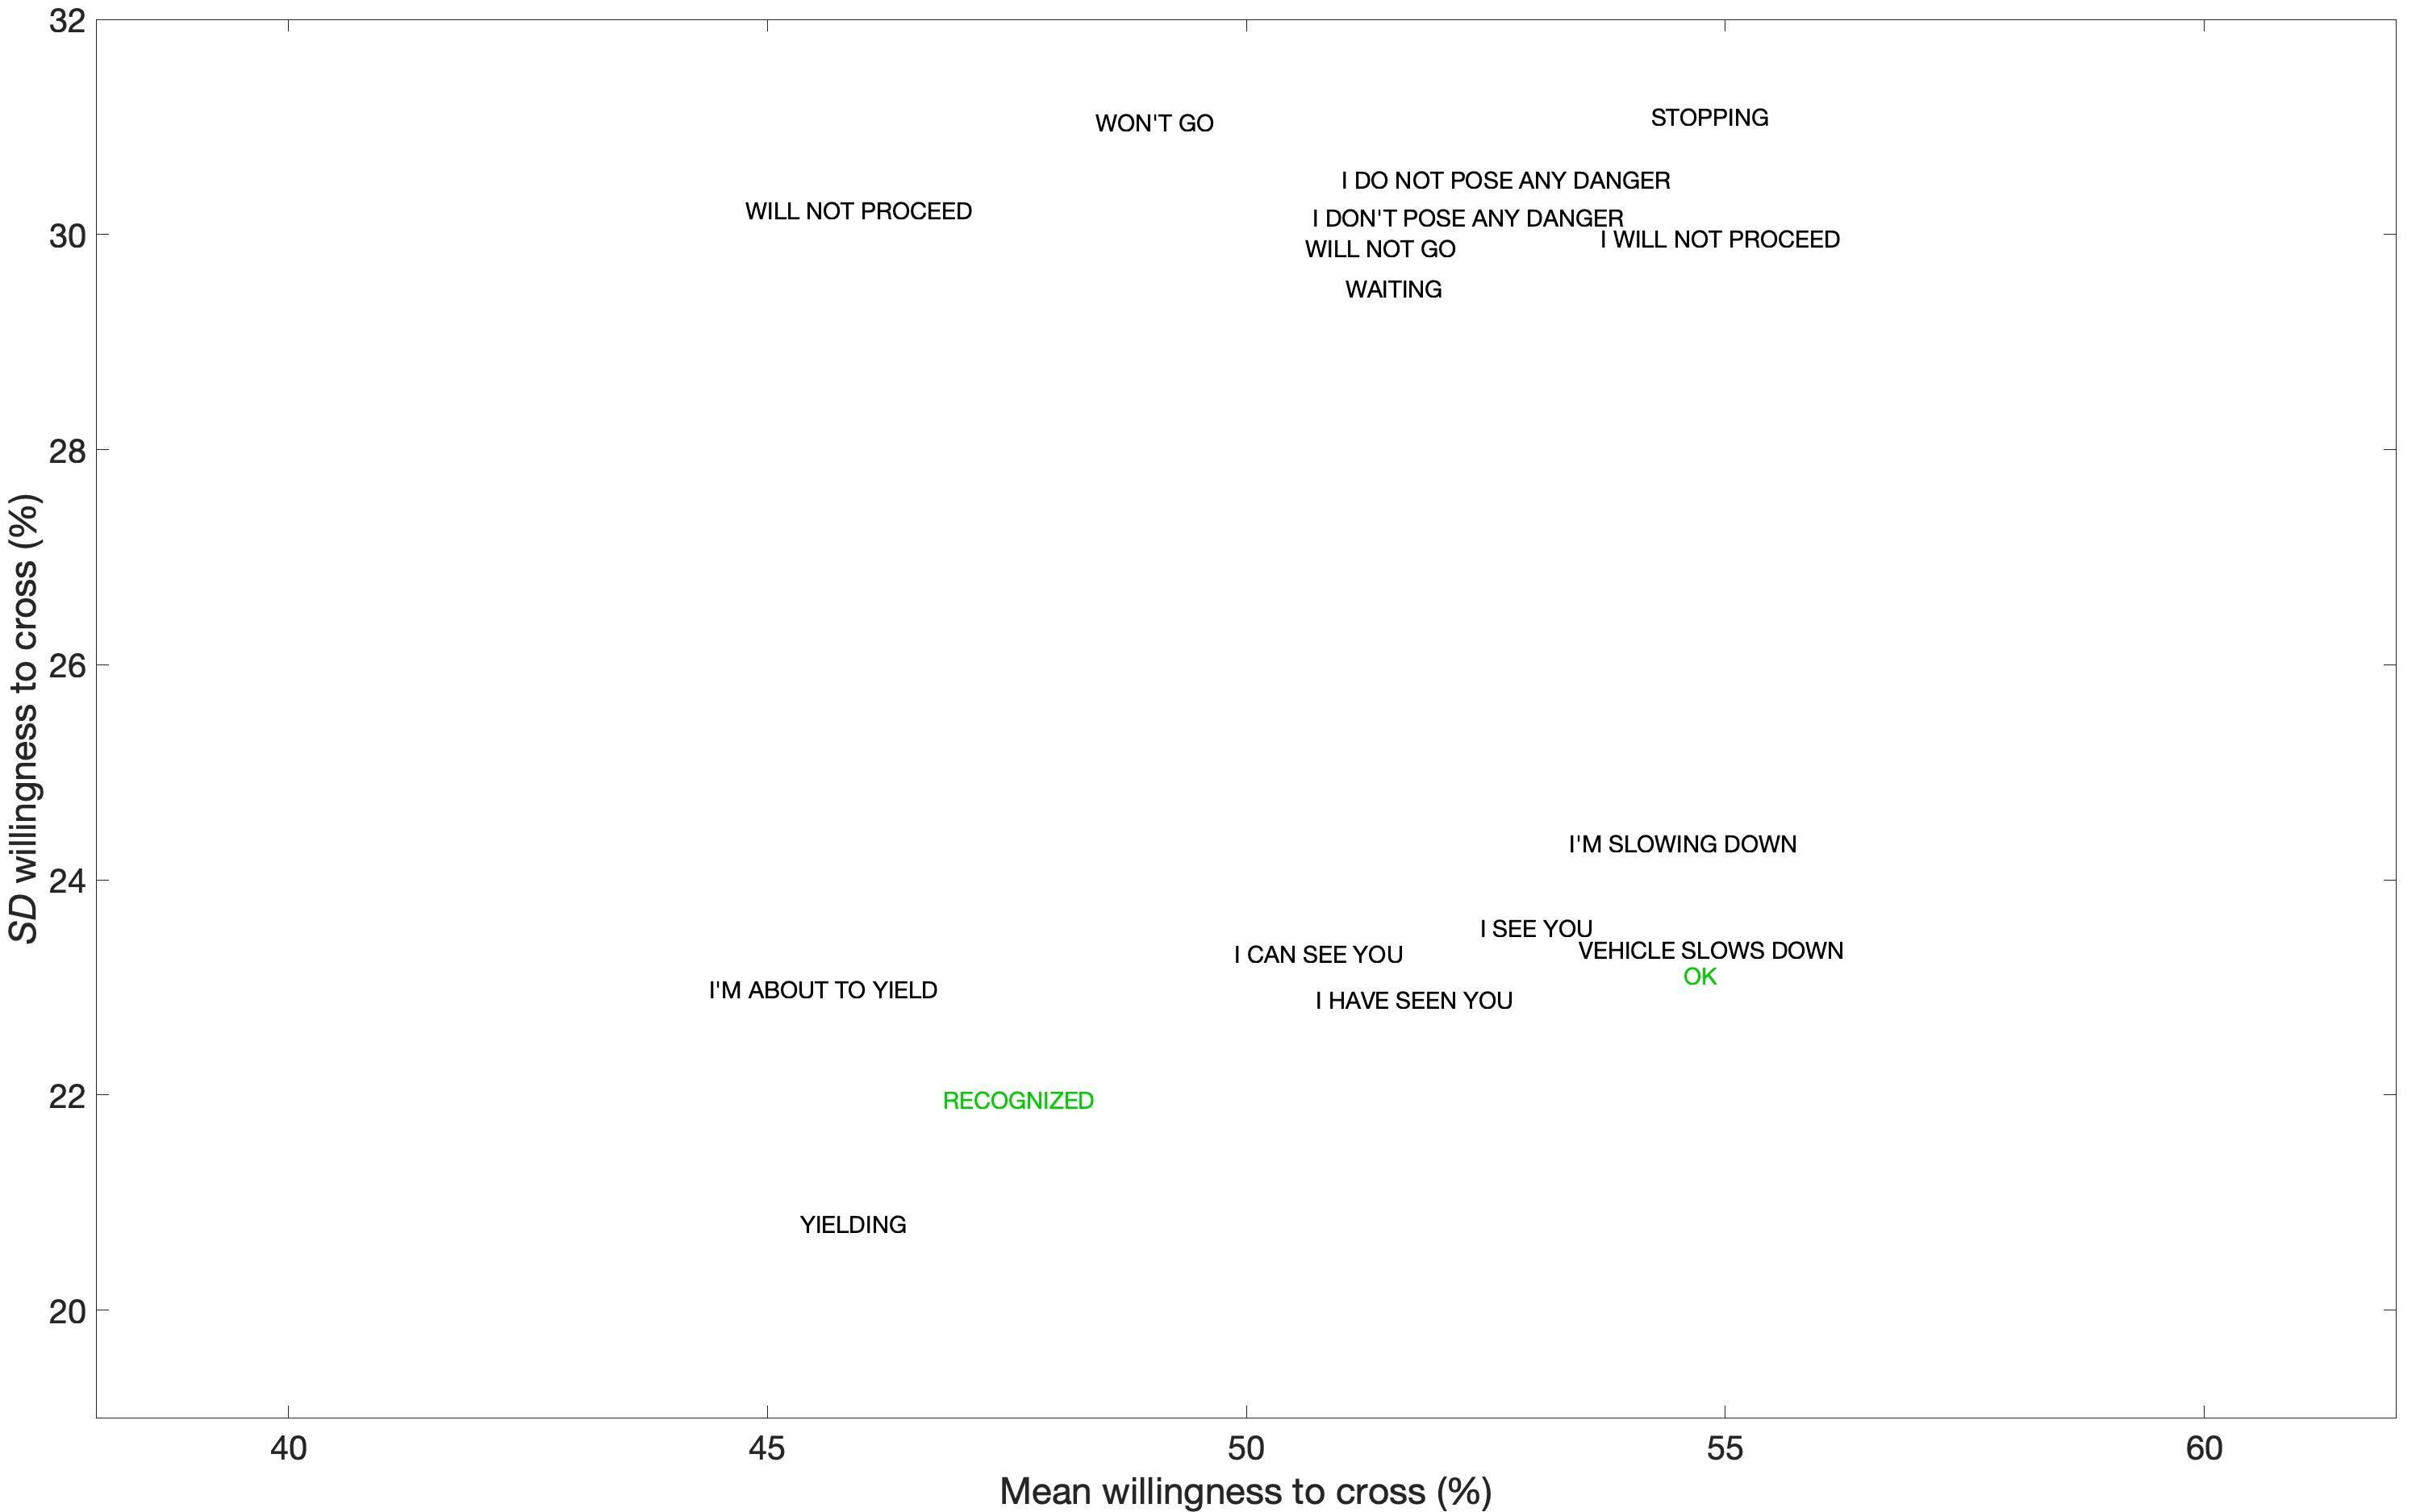 32
STOPPING
WON'T GO
I DO NOT POSE ANY DANGER
WILL NOT PROCEED
I DON'T POSE ANY DANGER
30
I WILL NOT PROCEED
WILL NOT GO
WAITING
28
SD willingness to cross (%)
26
I'M SLOWING DOWN
24
I SEE YOU
VEHICLE SLOWS DOWN
I CAN SEE YOU
OK
I'M ABOUT TO YIELD
I HAVE SEEN YOU
22
RECOGNIZED
YIELDING
20
40 45 50 55 60
Mean willingness to cross (%)